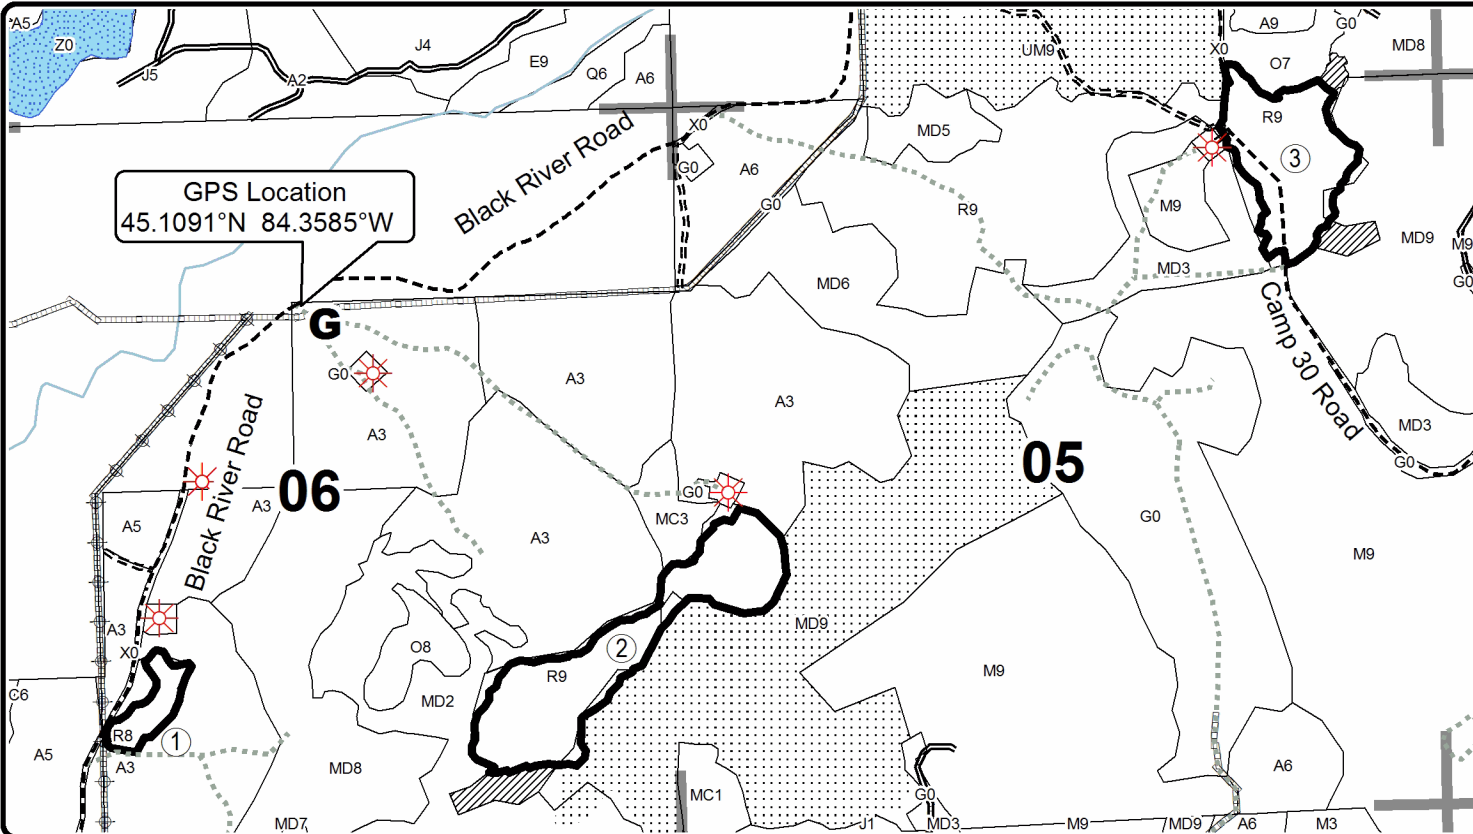 A5
Z0
J5
A2
J4
E9
Q6
A6
UM9
X0
A9
G0
MD8
O7
R9
3
MD5
X0
G0
A6
G0
Black River Road
GPS Location
45.1091°N 84.3585°W
R9
M9
MD3
MD9
M9
G0
MD6
G
G0
A3
A3
A3
Camp 30 Road
MD3
G0
05
06
Black River Road
A3
A5
G0
MC3
A3
G0
M9
A3
X0
O8
MD2
2
R9
MD9
M9
C6
A5
R8
1
A3
MD8
MD7
MC1
G0
A6
J1
MD3
M9
MD9
A6
M3